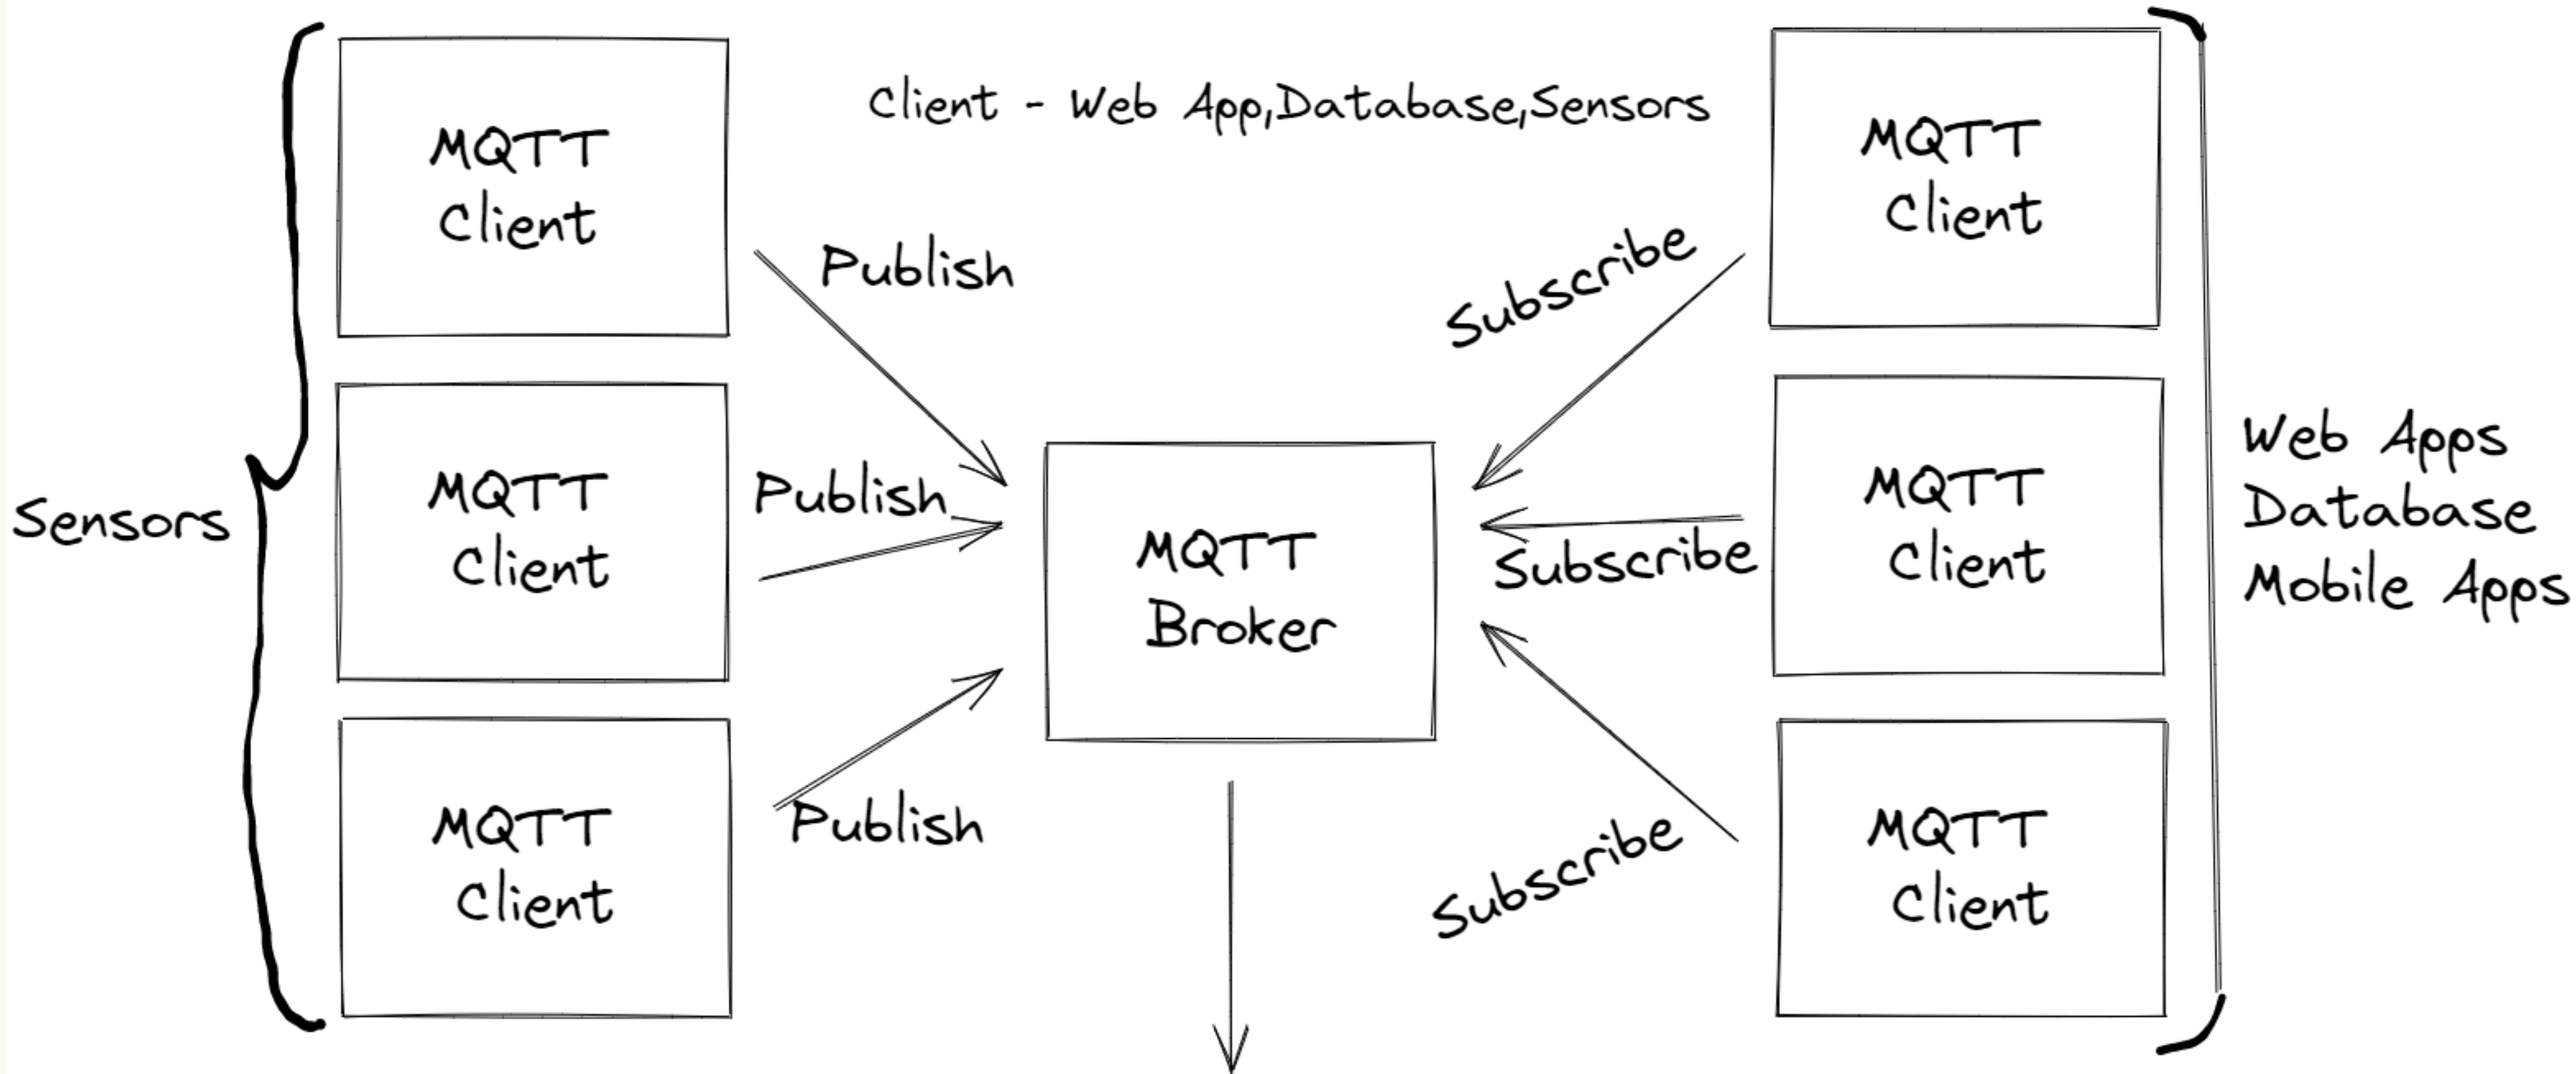 Client - Web App,Database,Sensors
Sensors
MQTT
Client
MQTT
Client
MQTT
Client
Publish
Publish
Publish
MQTT
Broker
Subscribe
Subscribe
Subscribe
MQTT
Client
MQTT
Client
MQTT
Client
Web Apps
Database
Mobile Apps